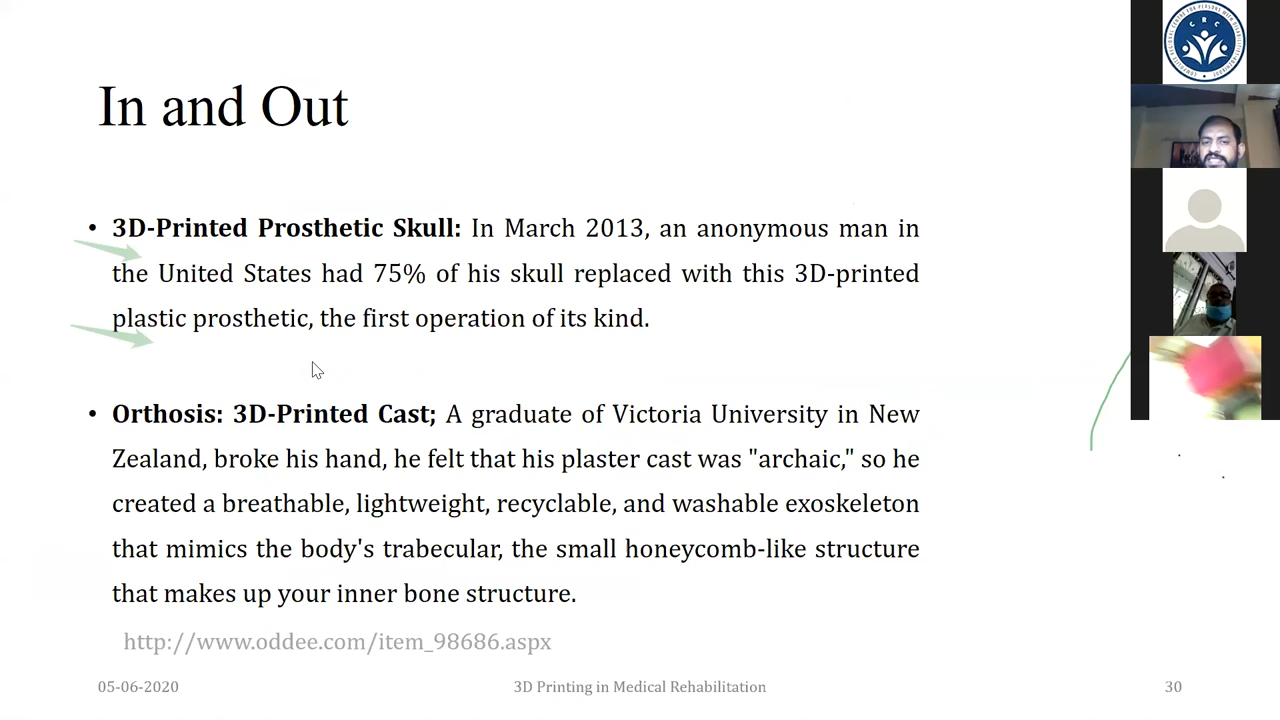 In and Out
• 3D-Printed Prosthetic Skull: In March 2013, an anonymous man in
the United States had 75% of his skull replaced with this 3D-printed
plastic prosthetic, the first operation of its kind.
• Orthosis: 3D-Printed Cast; A graduate of Victoria University in New
Zealand, broke his hand, he felt that his plaster cast was "archaic," so he
created a breathable, lightweight, recyclable, and washable exoskeleton
that mimics the body's trabecular, the small honeycomb-like structure
that makes up your inner bone structure.
http://www.oddee.com/item_98686.aspx
05-06-2020
3D Printing in Medical Rehabilitation
30
CRC